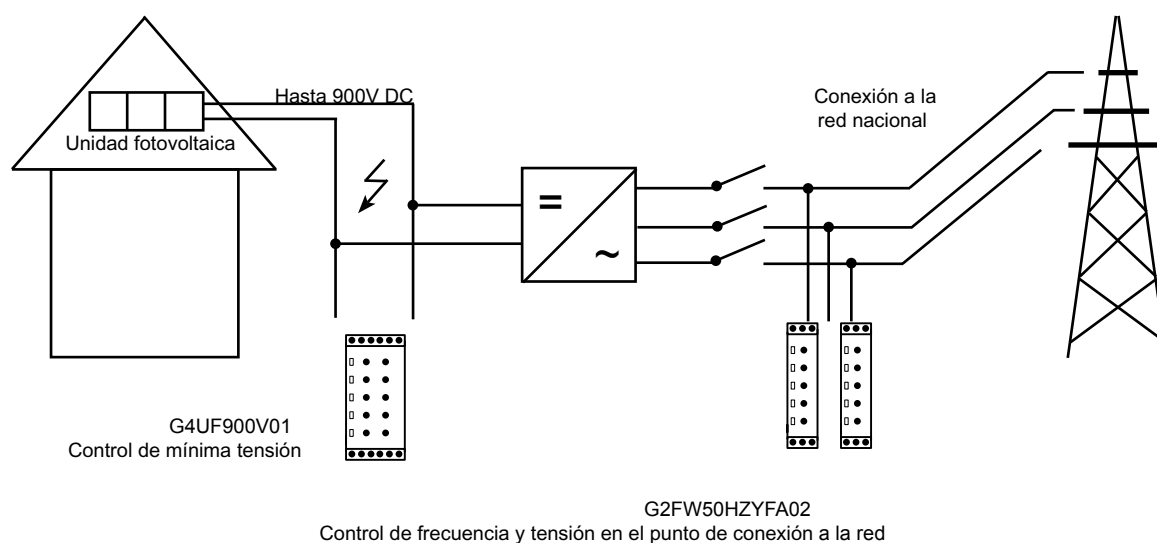 Hasta 900V DC
Unidad fotovoltaica
Conexión a la
red nacional
=
~
G4UF900V01
Control de mínima tensión
G2FW50HZYFA02
Control de frecuencia y tensión en el punto de conexión a la red